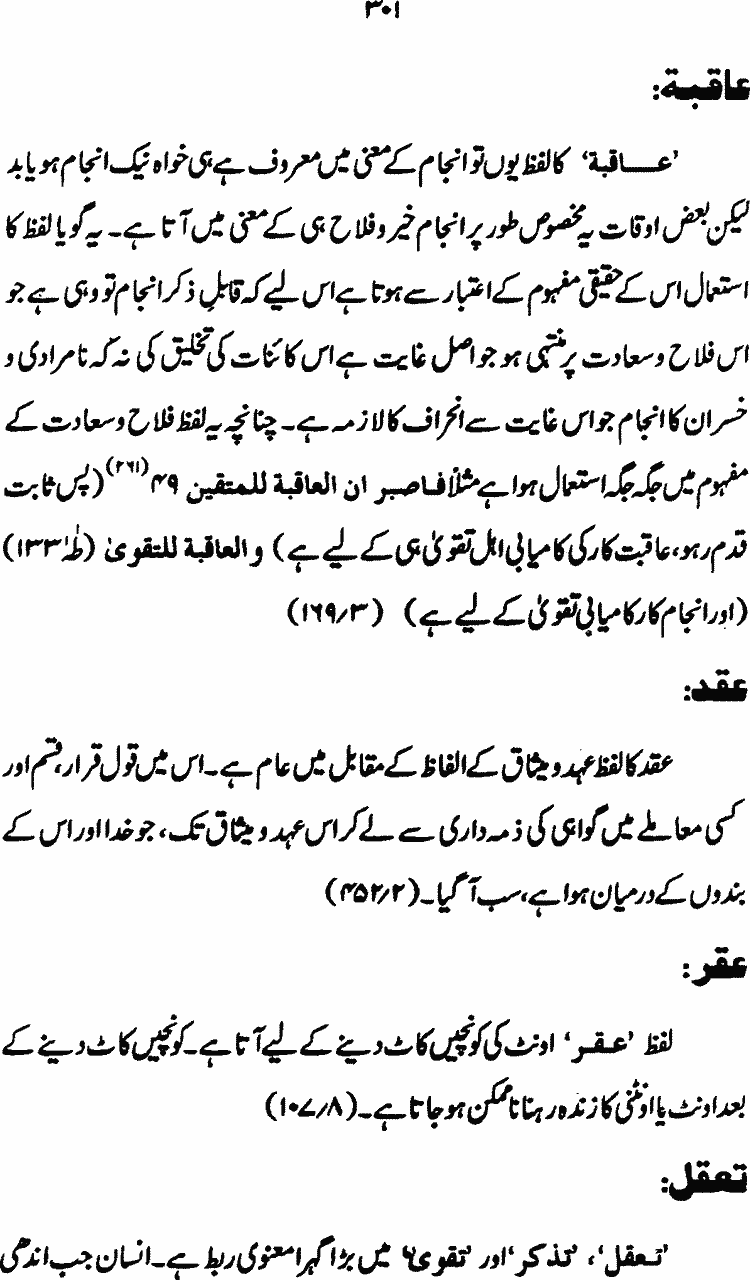 ۳۰۱
عاقبة:
’عـــاقبة‘ کا لفظ یوں تو انجام کے معنی میں معروف ہے ہی خواہ نیک انجام ہو یا بد
لیکن بعض اوقات یہ مخصوص طور پر انجام خیر و فلاح ہی کے معنی میں آتا ہے۔ یہ گویا لفظ کا
استعمال اس کے حقیقی مفہوم کے اعتبار سے ہوتا ہے اس لیے کہ قابلِ ذکر انجام تو وہی ہے جو
اس فلاح و سعادت پر منتہی ہو جو اصل غایت ہے اس کائنات کی تخلیق کی نہ کہ نامرادی و
خسران کا انجام جو اس غایت سے انحراف کا لازمہ ہے۔ چنانچہ یہ لفظ فلاح و سعادت کے
مفہوم میں جگہ جگہ استعمال ہوا ہے مثلاً فاصبر ان العاقبة للمتقین ۴۹(۲۶۱) (پس ثابت
قدم رہو، عاقبت کار کی کامیابی اہل تقویٰ ہی کے لیے ہے) و العاقبة للتقویٰ (طٰہٰ ۱۳۳)
(اور انجام کار کامیابی تقویٰ کے لیے ہے) (۱۶۹/۳)
عقد:
عقد کا لفظ عہد و میثاق کے الفاظ کے مقابل میں عام ہے۔ اس میں قول قرار، قسم اور
کسی معاملے میں گواہی کی ذمہ داری سے لے کر اس عہد و میثاق تک، جو خدا اور اس کے
بندوں کے درمیان ہوا ہے، سب آ گیا۔ (۴۵۲/۲)
عقر:
لفظ ’عـقـر‘ اونٹ کی کونچیں کاٹ دینے کے لیے آتا ہے۔ کونچیں کاٹ دینے کے
بعد اونٹ یا اونٹنی کا زندہ رہنا ناممکن ہو جاتا ہے۔ (۱۰۷/۸)
تعقل:
’تـعقل‘، ’تذکر‘ اور ’تقویٰ‘ میں بڑا گہرا معنوی ربط ہے۔ انسان جب اندھی